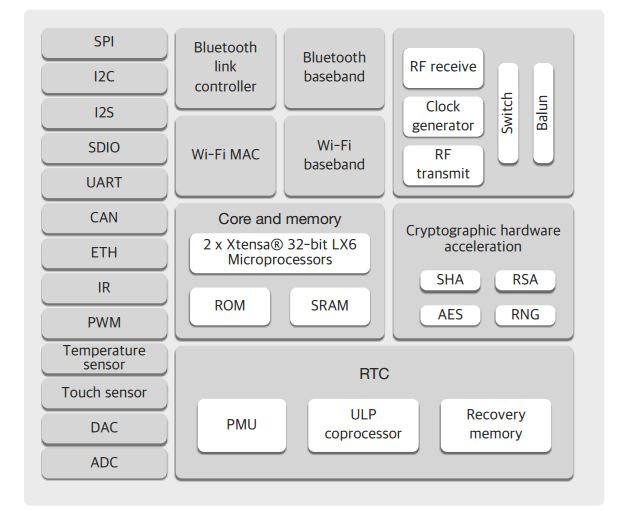 SPI
I2C
I2S
SDIO
UART
CAN
ETH
IR
PWM
Temperature
sensor
Touch sensor
DAC
ADC
Bluetooth
link
controller
Bluetooth
baseband
Wi-Fi MAC
Wi-Fi
baseband
RF receive
Clock
generator
RF
transmit
Switch
Balun
Core and memory
2 x Xtensa® 32-bit LX6
Microprocessors
ROM
SRAM
Cryptographic hardware
acceleration
SHA
RSA
AES
RNG
RTC
PMU
ULP
coprocessor
Recovery
memory